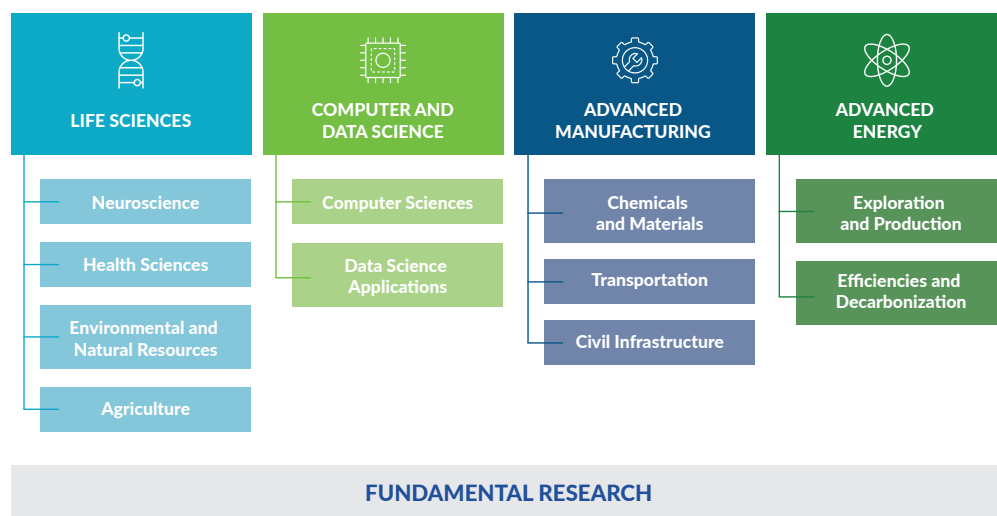 LIFE SCIENCES
Neuroscience
Health Sciences
Environmental and
Natural Resources
Agriculture
COMPUTER AND
DATA SCIENCE
Computer Sciences
Data Science
Applications
ADVANCED
MANUFACTURING
Chemicals
and Materials
Transportation
Civil Infrastructure
ADVANCED
ENERGY
Exploration
and Production
Efficiencies and
Decarbonization
FUNDAMENTAL RESEARCH